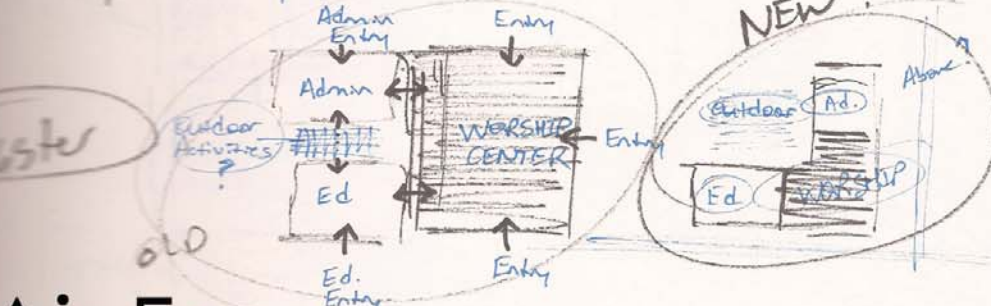 Admin
Entry
Entry
NEW
Admin
Above
Outdoor
Ad.
Outdoor
Activities
?
WORSHIP
CENTER
Entry
Ed
Ed
WORSHIP
OLD
Ed.
Entry
Entry